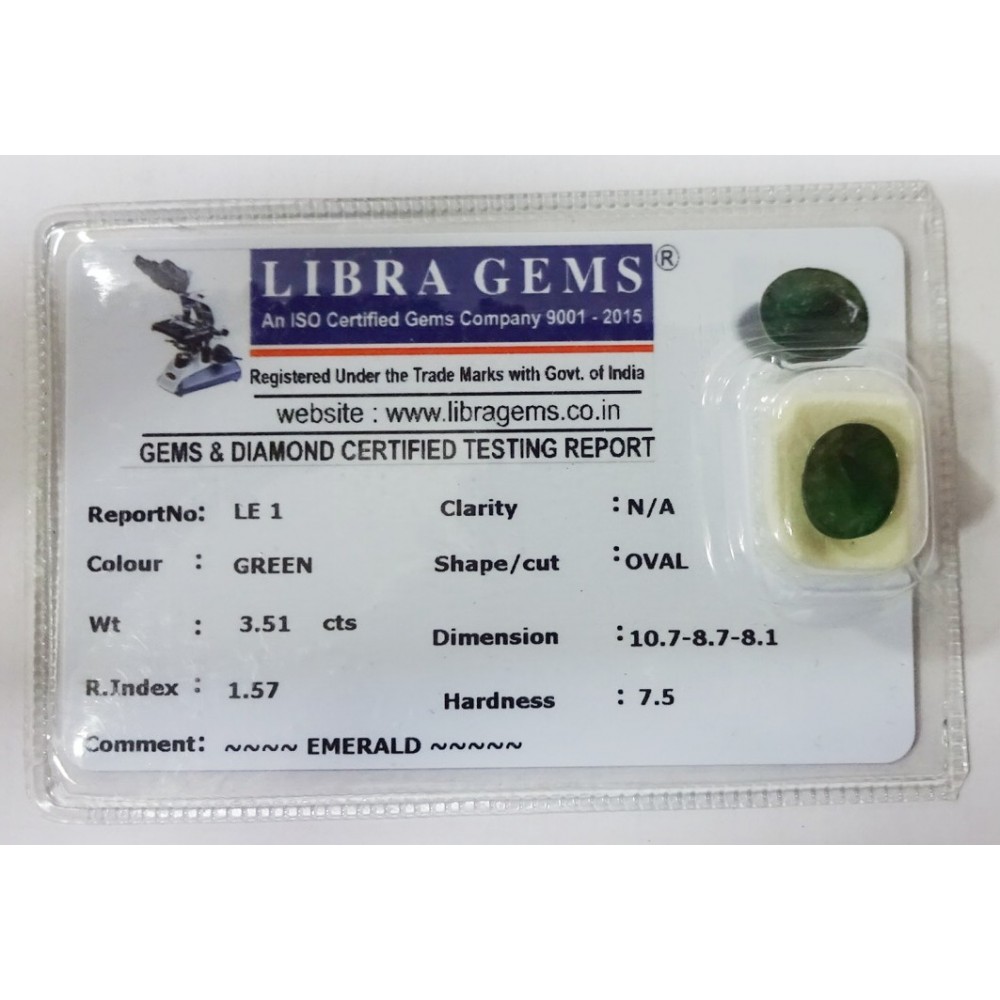 LIBRA GEMS ®
An ISO Certified Gems Company 9001 - 2015
Registered Under the Trade Marks with Govt. of India
website : www.libragems.co.in
GEMS & DIAMOND CERTIFIED TESTING REPORT
ReportNo: LE 1 Clarity : N/A
Colour : GREEN Shape/cut : OVAL
Wt : 3.51 cts Dimension : 10.7-8.7-8.1
R.Index : 1.57 Hardness : 7.5
Comment: ~~~~ EMERALD ~~~~~